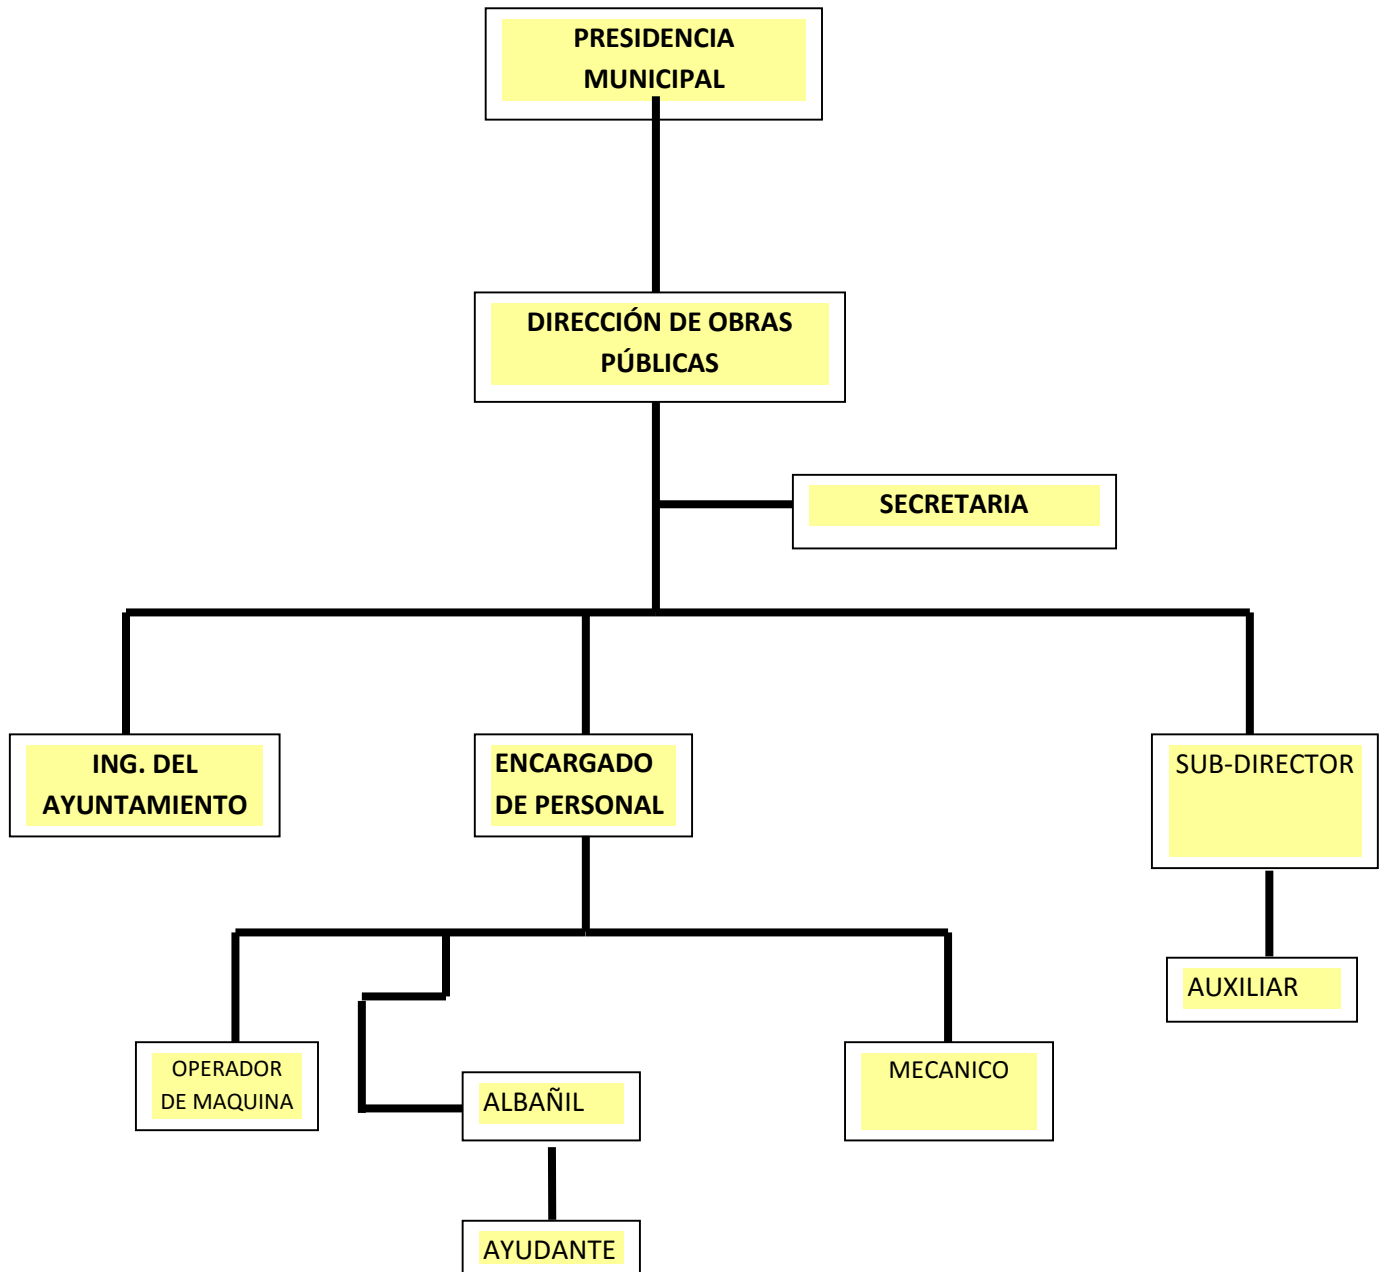 PRESIDENCIA
MUNICIPAL
DIRECCIÓN DE OBRAS
PÚBLICAS
SECRETARIA
ING. DEL
AYUNTAMIENTO
ENCARGADO
DE PERSONAL
SUB-DIRECTOR
AUXILIAR
OPERADOR
DE MAQUINA
ALBAÑIL
MECANICO
AYUDANTE